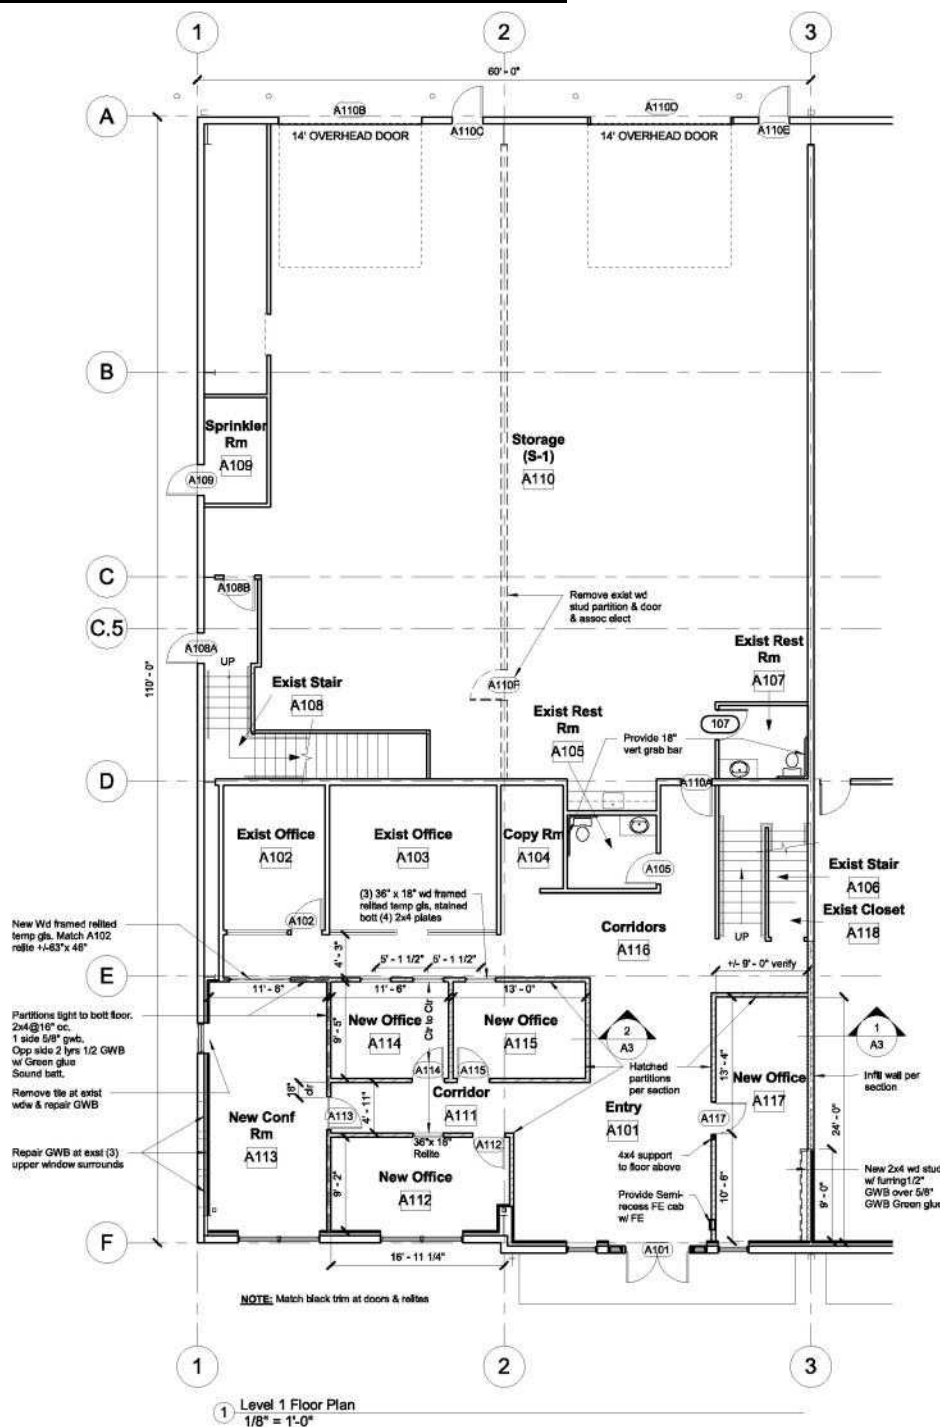 1
2
3
60' - 0"
A
A110B
A110C
A110D
A110E
14' OVERHEAD DOOR
14' OVERHEAD DOOR
B
Sprinkler
Rm
A109
A109
Storage
(S-1)
A110
C
A108B
C.5
Remove exist wd
stud partition & door
& assoc elect
A108A
UP
110' - 0"
Exist Stair
A108
A110F
Exist Rest
Rm
A107
107
Exist Rest
Rm
A105
Provide 18"
vert grab bar
D
A110A
Exist Office
A102
Exist Office
A103
Copy Rm
A104
A105
Exist Stair
A106
Exist Closet
A118
(3) 36" x 18" wd framed
relited temp gls, stained
bott (4) 2x4 plates
A102
New Wd framed relited
temp gls. Match A102
relite +/-63"x 46"
Corridors
A116
UP
4' - 3"
5' - 1 1/2"
5' - 1 1/2"
+/- 9' - 0" verify
E
11' - 6"
11' - 6"
13' - 0"
Partitions tight to bott floor.
2x4@16" oc.
1 side 5/8" gwb.
Opp side 2 lyrs 1/2 GWB
w/ Green glue
Sound batt.
9' - 5"
New Office
A114
Clr to Clr
New Office
A115
2
A3
1
A3
13' - 4"
New Office
A117
Hatched
partitions
per section
Infill wall per
section
A114
A115
Remove tile at exist
wdw & repair GWB
18"
clr
Corridor
A111
4' - 11"
A113
New Conf
Rm
A113
Entry
A101
A117
24' - 0"
36"x 18"
Relite
A112
Repair GWB at exst (3)
upper window surrounds
9' - 2"
New Office
A112
4x4 support
to floor above
10' - 6"
9' - 0"
New 2x4 wd stud
w/ furring1/2"
GWB over 5/8"
GWB Green glue
Provide Semi-
recess FE cab
w/ FE
F
A101
16' - 11 1/4"
NOTE: Match black trim at doors & relites
1
2
3
1
Level 1 Floor Plan
1/8" = 1'-0"